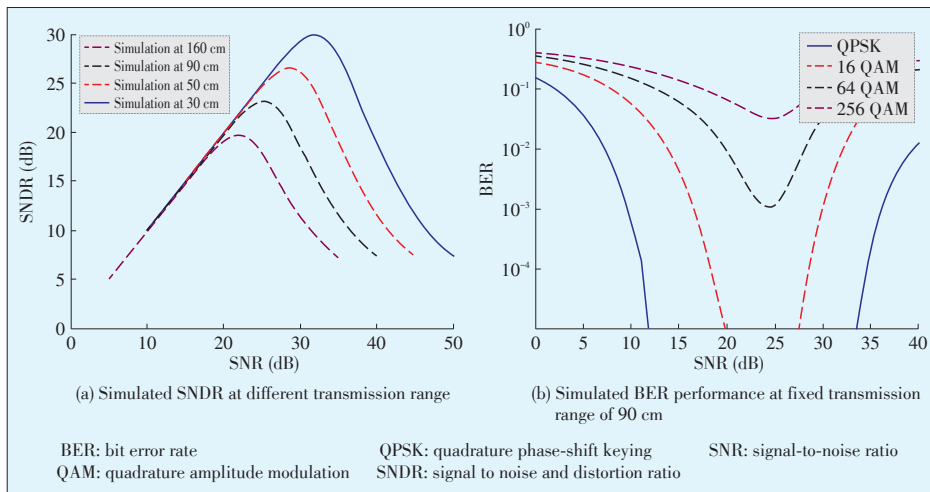 30
25
20
15
10
5
0
SNDR (dB)
Simulation at 160 cm
Simulation at 90 cm
Simulation at 50 cm
Simulation at 30 cm
0 10 20 30 40 50
SNR (dB)
(a) Simulated SNDR at different transmission range
10⁰
10⁻¹
10⁻²
10⁻³
10⁻⁴
BER
QPSK
16 QAM
64 QAM
256 QAM
0 5 10 15 20 25 30 35 40
SNR (dB)
(b) Simulated BER performance at fixed transmission
range of 90 cm
BER: bit error rate QPSK: quadrature phase-shift keying SNR: signal-to-noise ratio
QAM: quadrature amplitude modulation SNDR: signal to noise and distortion ratio